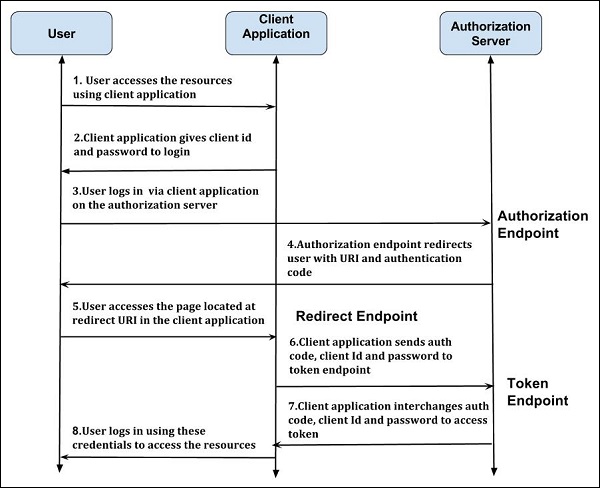 User
Client
Application
Authorization
Server
1. User accesses the resources
using client application
2.Client application gives client id
and password to login
3.User logs in via client application
on the authorization server
Authorization
Endpoint
4.Authorization endpoint redirects
user with URI and authentication
code
5.User accesses the page located at
redirect URI in the client application
Redirect Endpoint
6.Client application sends auth
code, client Id and password to
token endpoint
Token
Endpoint
7.Client application interchanges auth
code, client Id and password to access
token
8.User logs in using these
credentials to access the resources